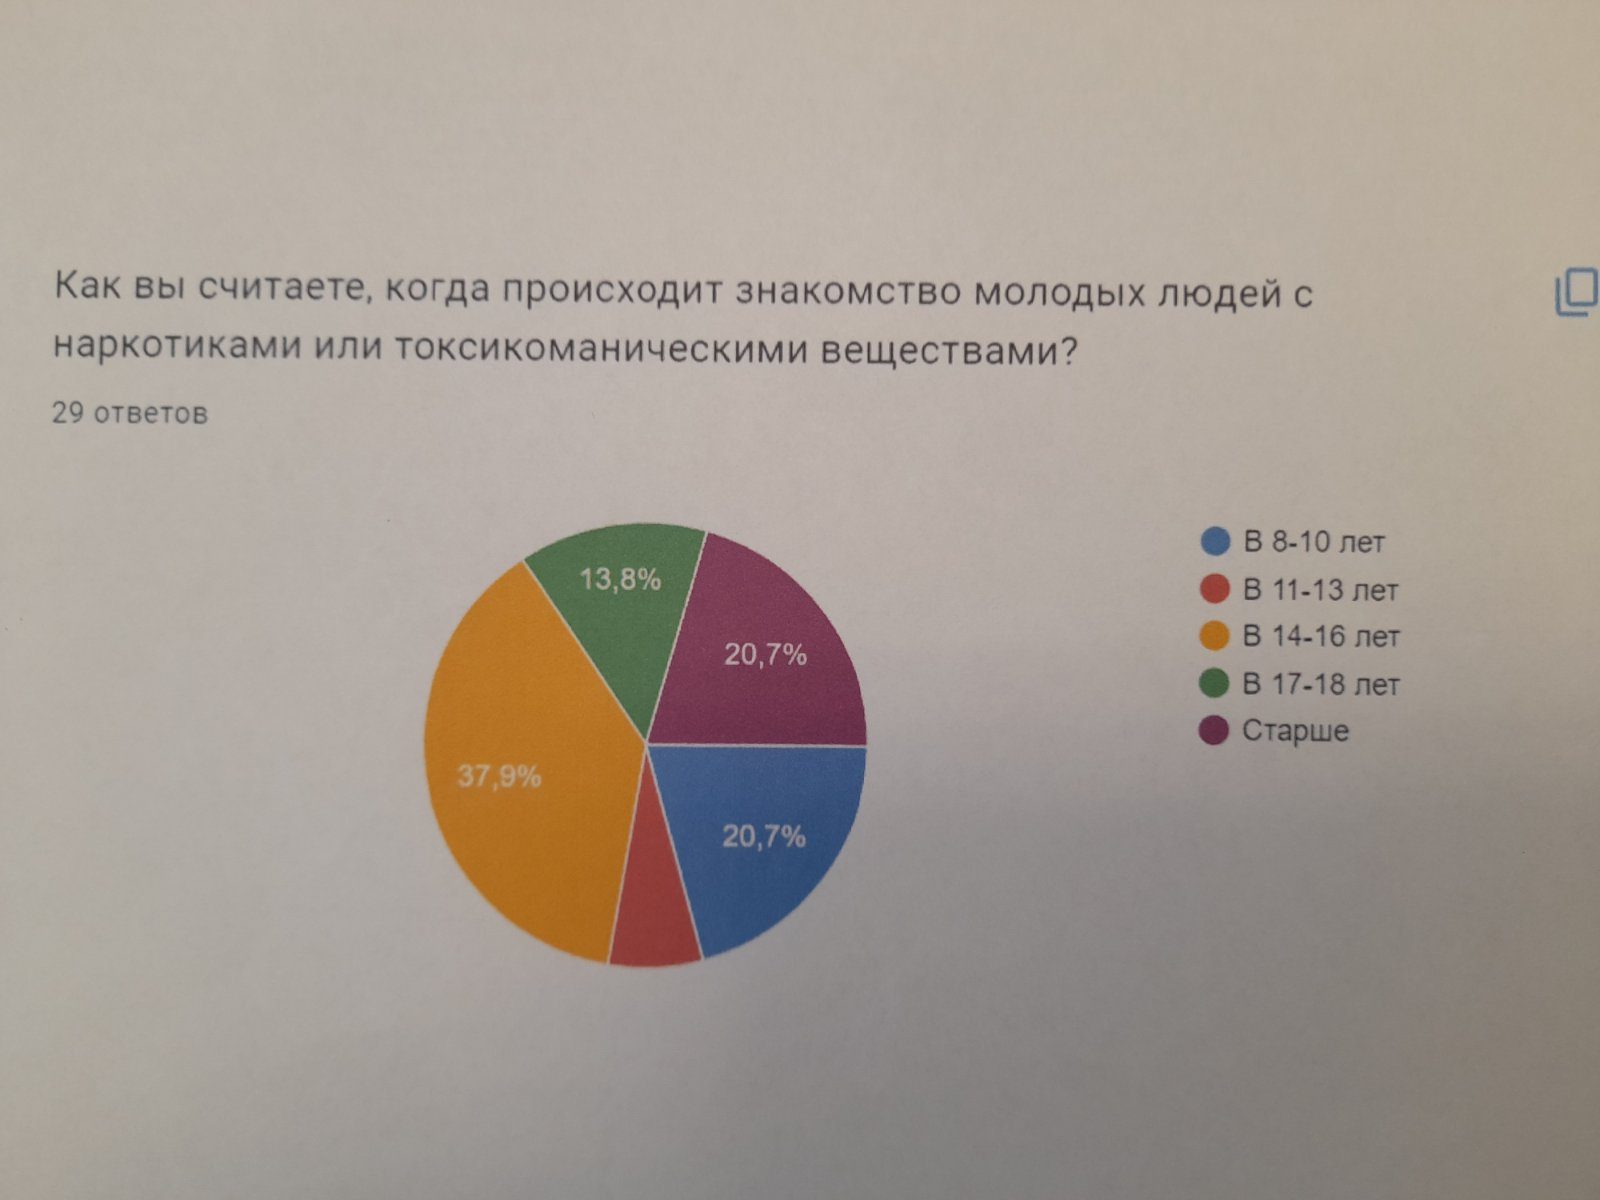 Как вы считаете, когда происходит знакомство молодых людей с
наркотиками или токсикоманическими веществами?
29 ответов
13,8%
20,7%
37,9%
20,7%
В 8-10 лет
В 11-13 лет
В 14-16 лет
В 17-18 лет
Старше